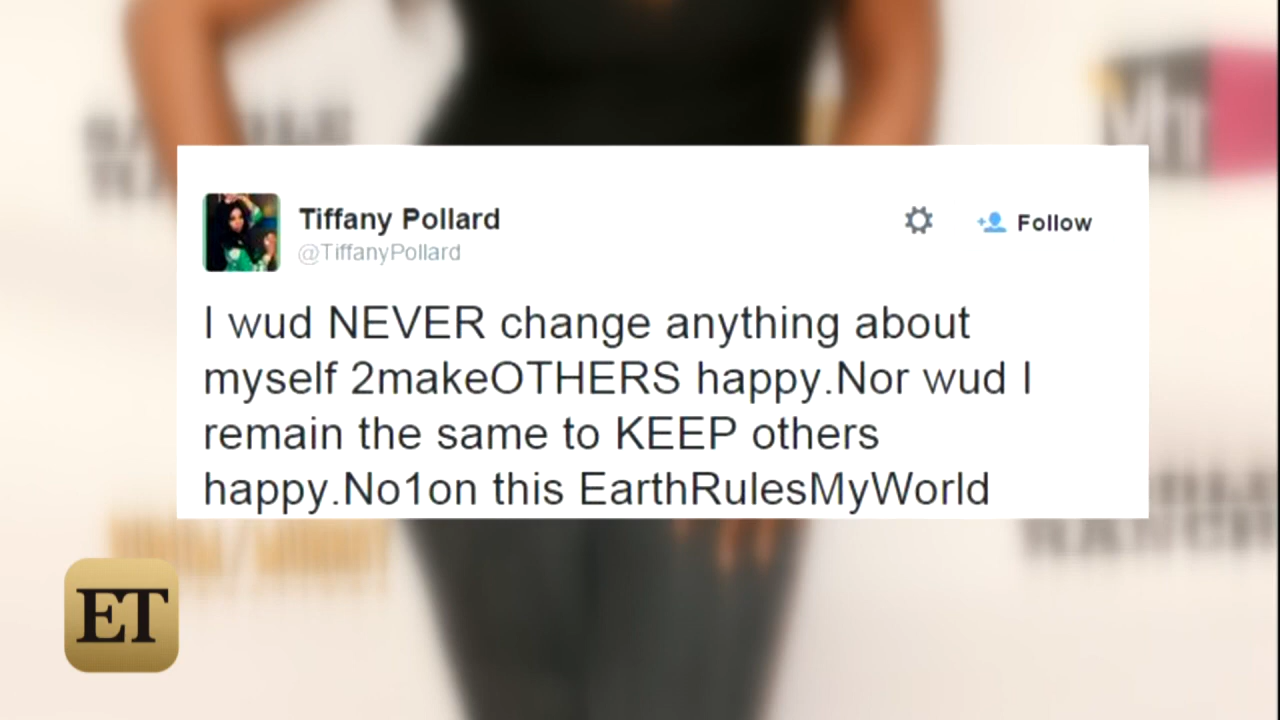 Tiffany Pollard
@TiffanyPollard
Follow
I wud NEVER change anything about
myself 2makeOTHERS happy.Nor wud I
remain the same to KEEP others
happy.No1on this EarthRulesMyWorld
ET